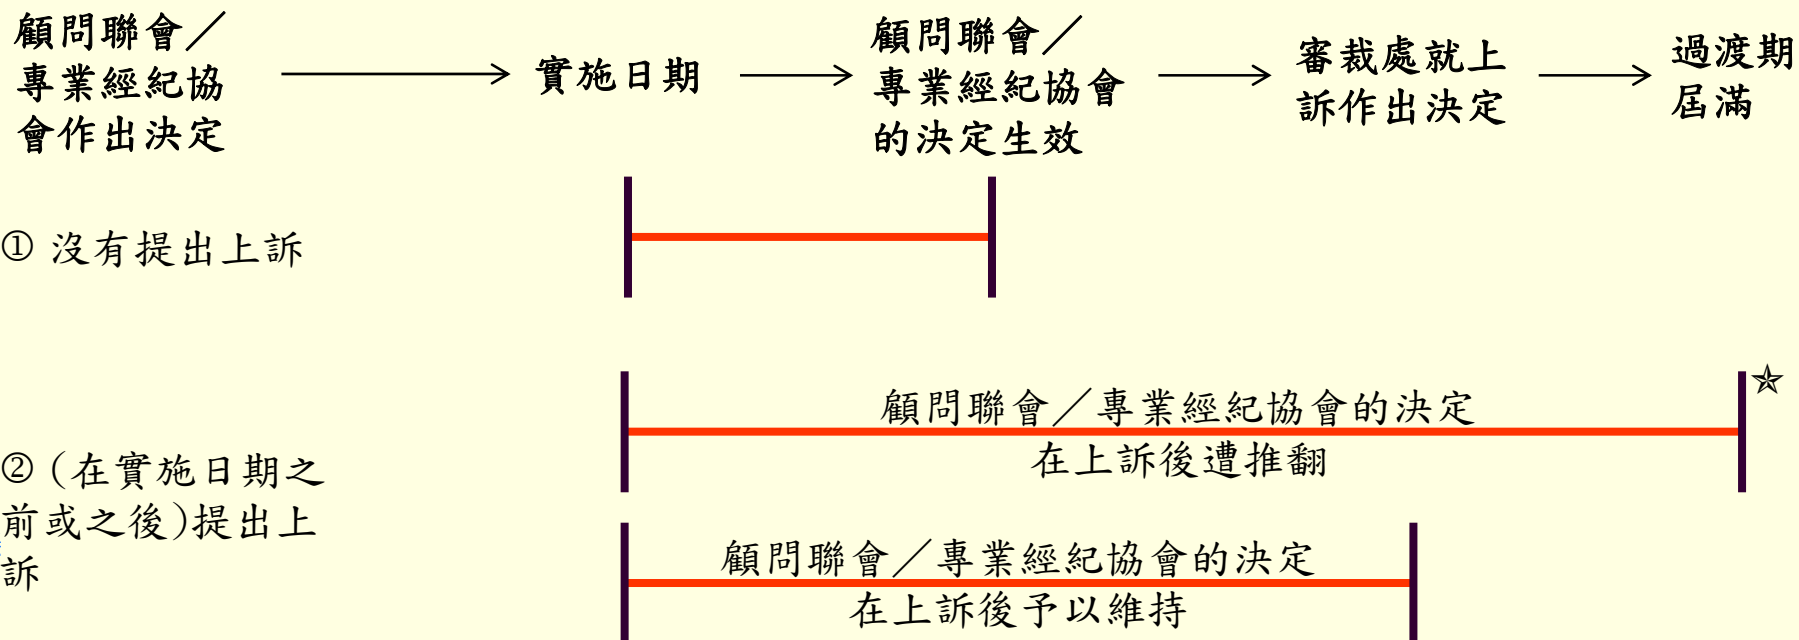 顧問聯會／
專業經紀協
會作出決定
實施日期
顧問聯會／
專業經紀協會
的決定生效
審裁處就上
訴作出決定
過渡期
屆滿
① 沒有提出上訴
顧問聯會／專業經紀協會的決定
在上訴後遭推翻
② (在實施日期之
前或之後)提出上
訴
顧問聯會／專業經紀協會的決定
在上訴後予以維持